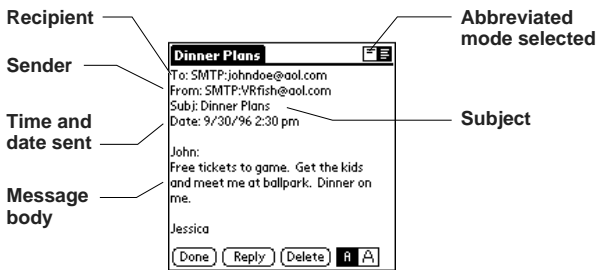 Recipient
Sender
Time and
date sent
Message
body
Abbreviated
mode selected
Subject
Dinner Plans
To: SMTP:johndoe@aol.com
From: SMTP:VRfish@aol.com
Subj: Dinner Plans
Date: 9/30/96 2:30 pm
John:
Free tickets to game. Get the kids
and meet me at ballpark. Dinner on
me.
Jessica
Done Reply Delete A A